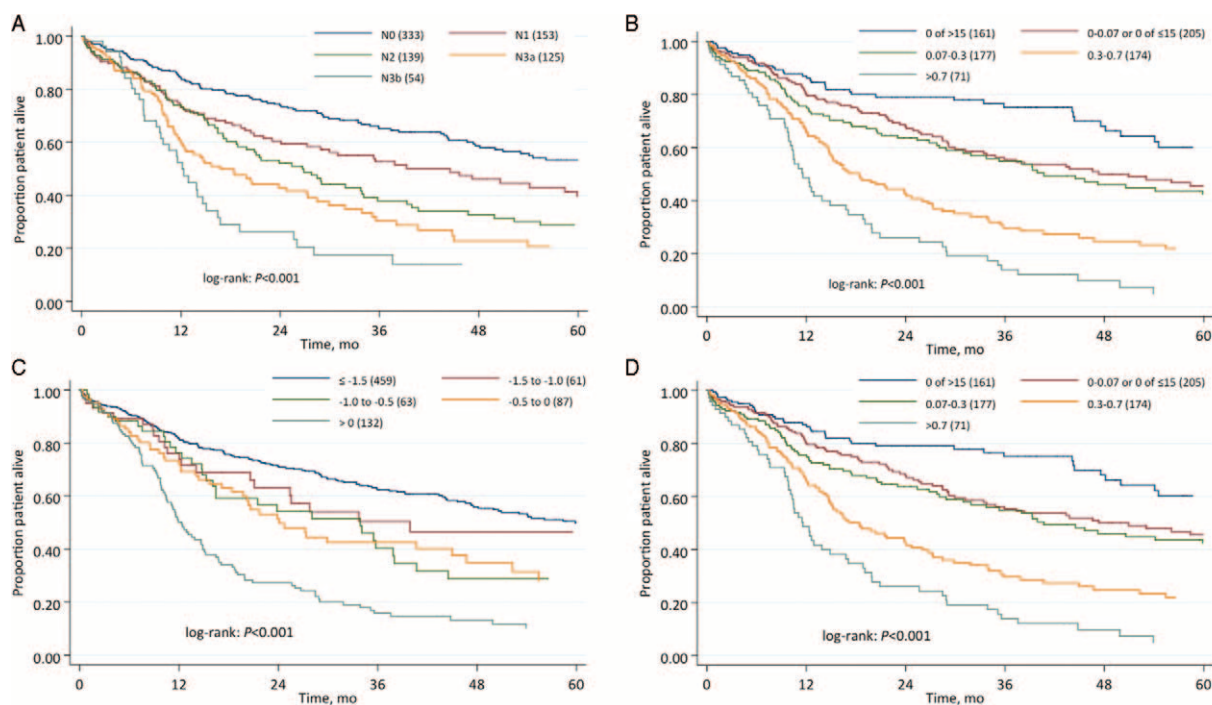 A
N0 (333) N1 (153)
N2 (139) N3a (125)
N3b (54)
Proportion patient alive
1.00
0.80
0.60
0.40
0.20
0.00
log-rank: P<0.001
0 12 24 36 48 60
Time, mo
B
0 of >15 (161) 0-0.07 or 0 of ≤15 (205)
0.07-0.3 (177) 0.3-0.7 (174)
>0.7 (71)
Proportion patient alive
1.00
0.80
0.60
0.40
0.20
0.00
log-rank: P<0.001
0 12 24 36 48 60
Time, mo
C
≤ -1.5 (459) -1.5 to -1.0 (61)
-1.0 to -0.5 (63) -0.5 to 0 (87)
> 0 (132)
Proportion patient alive
1.00
0.80
0.60
0.40
0.20
0.00
log-rank: P<0.001
0 12 24 36 48 60
Time, mo
D
0 of >15 (161) 0-0.07 or 0 of ≤15 (205)
0.07-0.3 (177) 0.3-0.7 (174)
>0.7 (71)
Proportion patient alive
1.00
0.80
0.60
0.40
0.20
0.00
log-rank: P<0.001
0 12 24 36 48 60
Time, mo